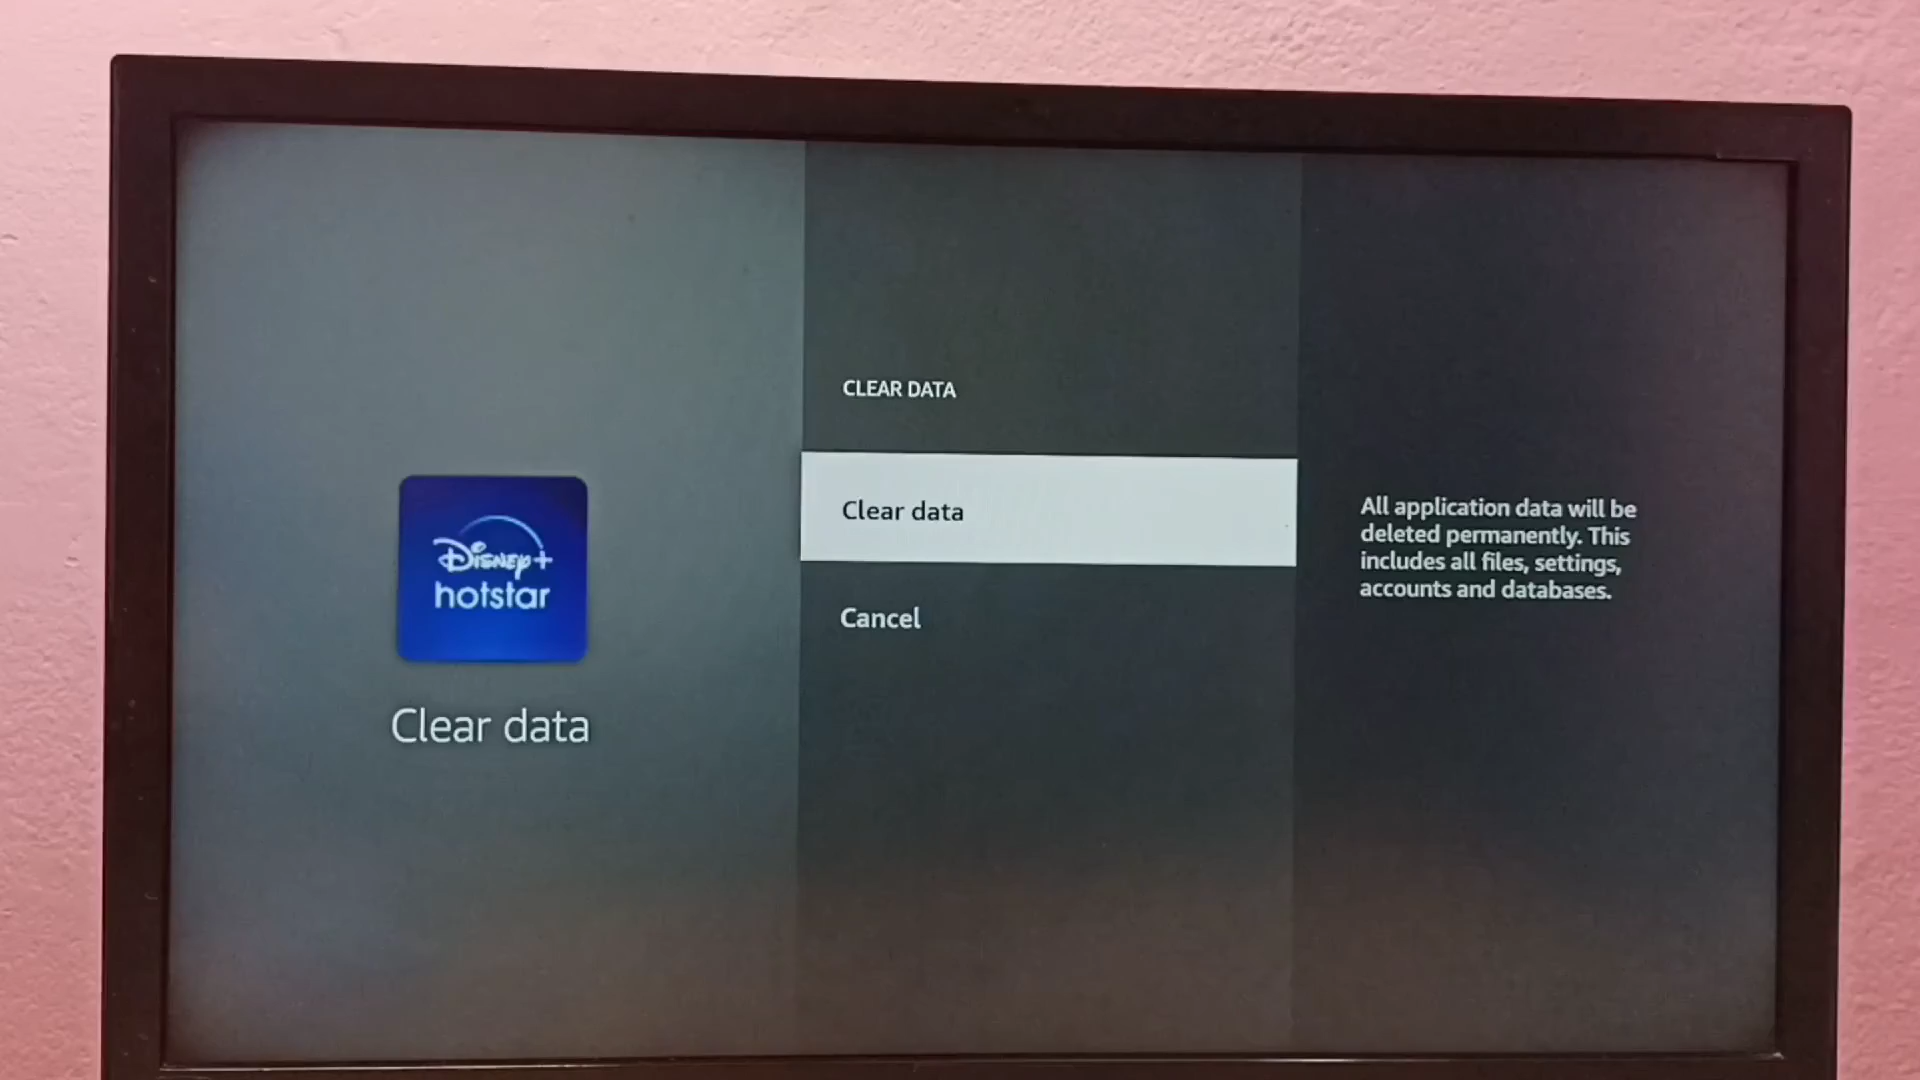 CLEAR DATA
Clear data
Cancel
All application data will be
deleted permanently. This
includes all files, settings,
accounts and databases.
Disney+
hotstar
Clear data